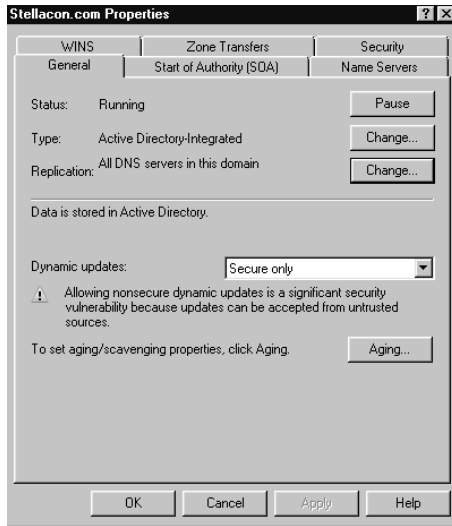 Stellacon.com Properties
WINS Zone Transfers Security
General Start of Authority (SOA) Name Servers
Status: Running Pause
Type: Active Directory-Integrated Change...
Replication: All DNS servers in this domain Change...
Data is stored in Active Directory.
Dynamic updates: Secure only
Allowing nonsecure dynamic updates is a significant security
vulnerability because updates can be accepted from untrusted
sources.
To set aging/scavenging properties, click Aging. Aging...
OK Cancel Apply Help